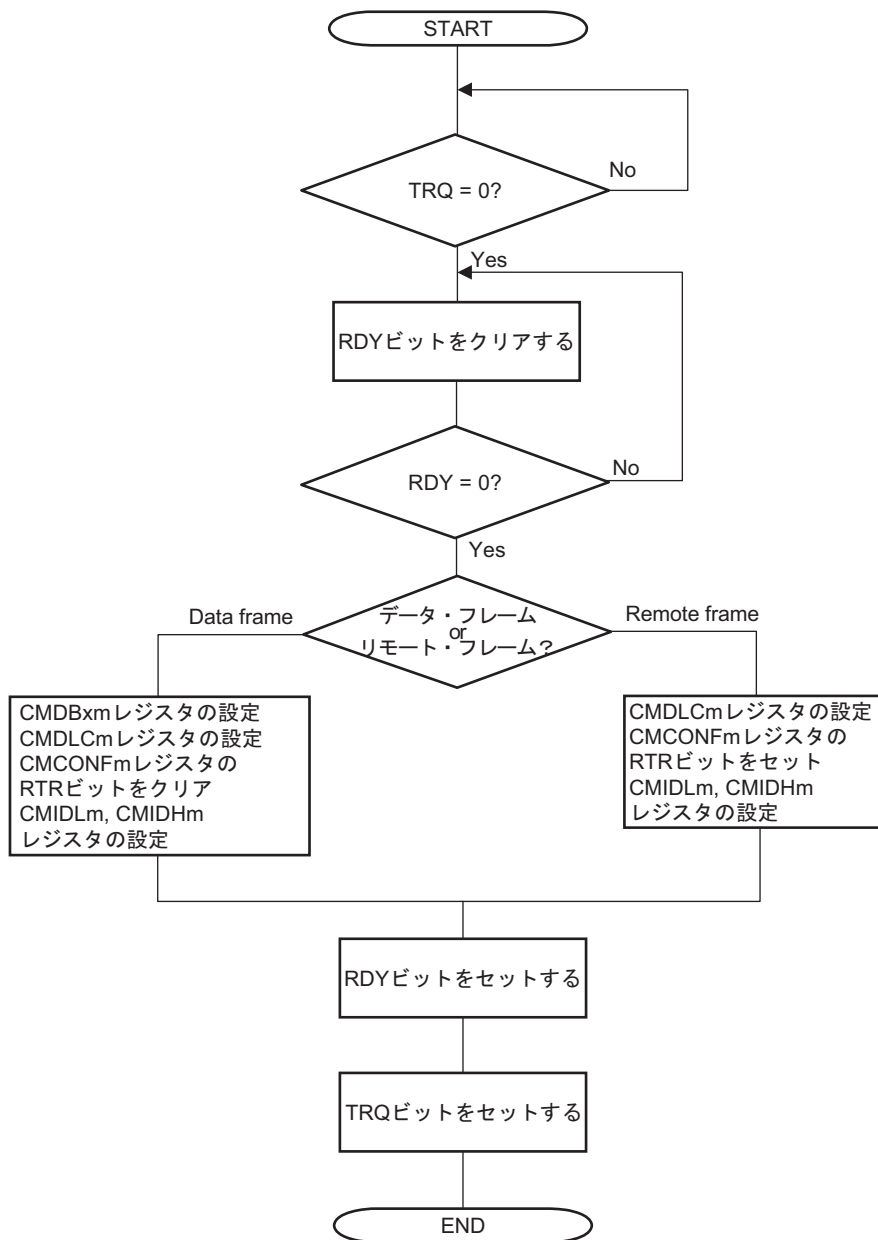 START
No
TRQ = 0?
Yes
RDYビットをクリアする
No
RDY = 0?
Yes
Data frame
データ・フレーム
or
リモート・フレーム?
Remote frame
CMDBxmレジスタの設定
CMDLCmレジスタの設定
CMCONFmレジスタの
RTRビットをクリア
CMIDLm, CMIDHm
レジスタの設定
CMDLCmレジスタの設定
CMCONFmレジスタの
RTRビットをセット
CMIDLm, CMIDHm
レジスタの設定
RDYビットをセットする
TRQビットをセットする
END